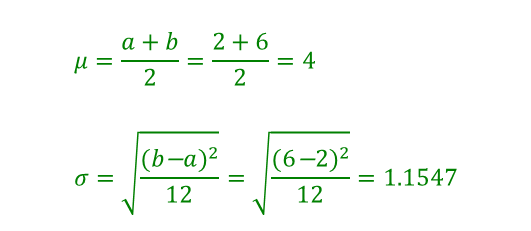 μ = (a + b)/2 = (2 + 6)/2 = 4
σ = √((b−a)²/12) = √((6−2)²/12) = 1.1547